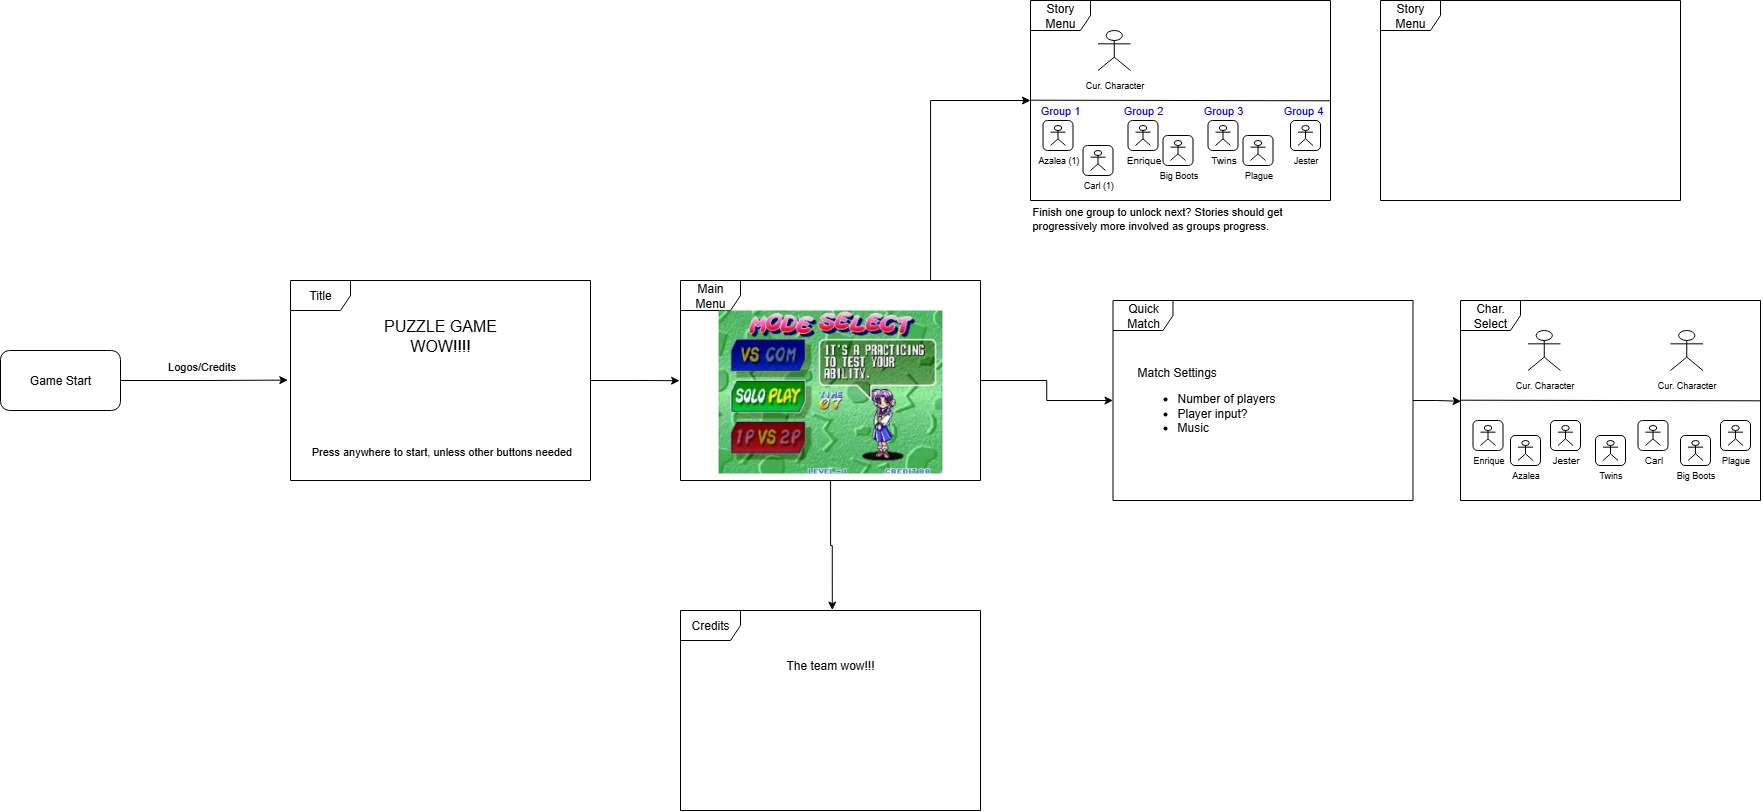 Story
Menu
Cur. Character
Group 1
Group 2
Group 3
Group 4
Azalea (1)
Carl (1)
Enrique
Big Boots
Twins
Plague
Jester
Finish one group to unlock next? Stories should get
progressively more involved as groups progress.
Story
Menu
Game Start
Logos/Credits
Title
PUZZLE GAME
WOW!!!!
Press anywhere to start, unless other buttons needed
Main
Menu
MODE SELECT
VS COM
SOLO PLAY
1P VS 2P
IT'S A PRACTICING
TO TEST YOUR
ABILITY.
TIME
07
LEVEL-1
CREDIT 00
Quick
Match
Match Settings
Number of players
Player input?
Music
Char.
Select
Cur. Character
Cur. Character
Enrique
Azalea
Jester
Twins
Carl
Big Boots
Plague
Credits
The team wow!!!